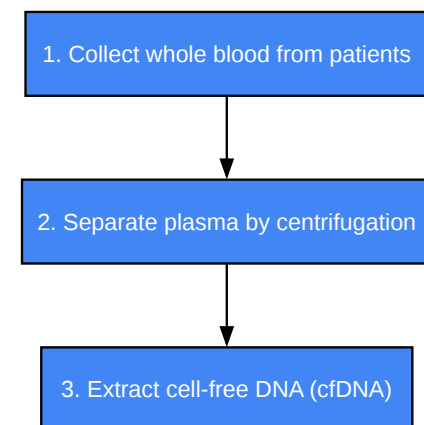 1. Collect whole blood from patients
2. Separate plasma by centrifugation
3. Extract cell-free DNA (cfDNA)